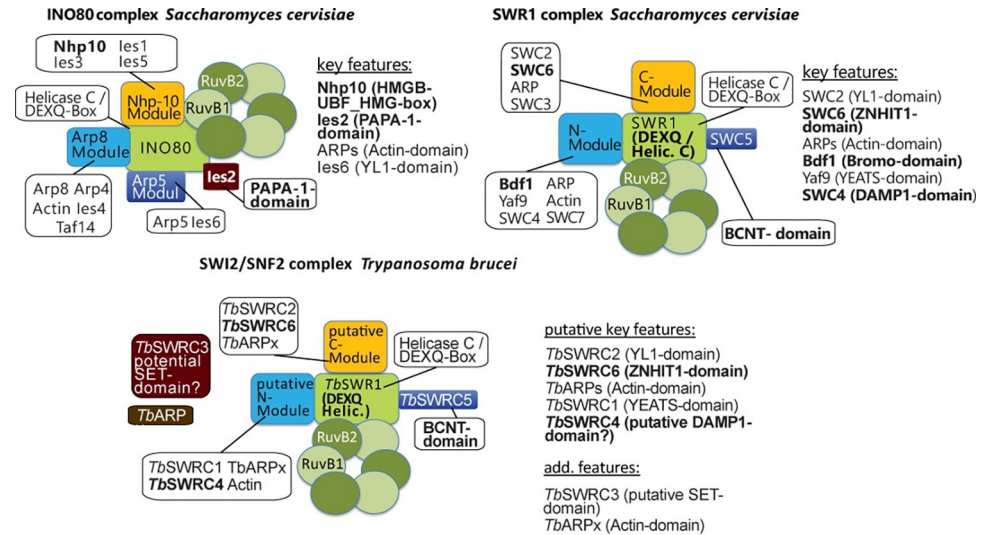 INO80 complex Saccharomyces cervisiae
Nhp10 Ies1
Ies3 Ies5
Helicase C /
DEXQ-Box
Nhp-10
Module
RuvB2
RuvB1
Arp8
Module
INO80
Arp5
Modul
Ies2
PAPA-1-
domain
Arp8 Arp4
Actin Ies4
Taf14
Arp5 Ies6
key features:
Nhp10 (HMGB-
UBF_HMG-box)
Ies2 (PAPA-1-
domain)
ARPs (Actin-domain)
Ies6 (YL1-domain)
SWR1 complex Saccharomyces cervisiae
SWC2
SWC6
ARP
SWC3
C-
Module
Helicase C /
DEXQ-Box
N-
Module
SWR1
(DEXQ /
Helic. C)
SWC5
RuvB2
RuvB1
Bdf1 ARP
Yaf9 Actin
SWC4 SWC7
BCNT- domain
key features:
SWC2 (YL1-domain)
SWC6 (ZNHIT1-
domain)
ARPs (Actin-domain)
Bdf1 (Bromo-domain)
Yaf9 (YEATS-domain)
SWC4 (DAMP1-domain)
SWI2/SNF2 complex Trypanosoma brucei
TbSWRC2
TbSWRC6
TbARPx
putative
C-
Module
Helicase C /
DEXQ-Box
TbSWRC3
potential
SET-
domain?
TbARP
putative
N-
Module
TbSWR1
(DEXQ
Helic.)
TbSWRC5
BCNT-
domain
RuvB2
RuvB1
TbSWRC1 TbARPx
TbSWRC4 Actin
putative key features:
TbSWRC2 (YL1-domain)
TbSWRC6 (ZNHIT1-domain)
TbARPs (Actin-domain)
TbSWRC1 (YEATS-domain)
TbSWRC4 (putative DAMP1-
domain?)
add. features:
TbSWRC3 (putative SET-
domain)
TbARPx (Actin-domain)